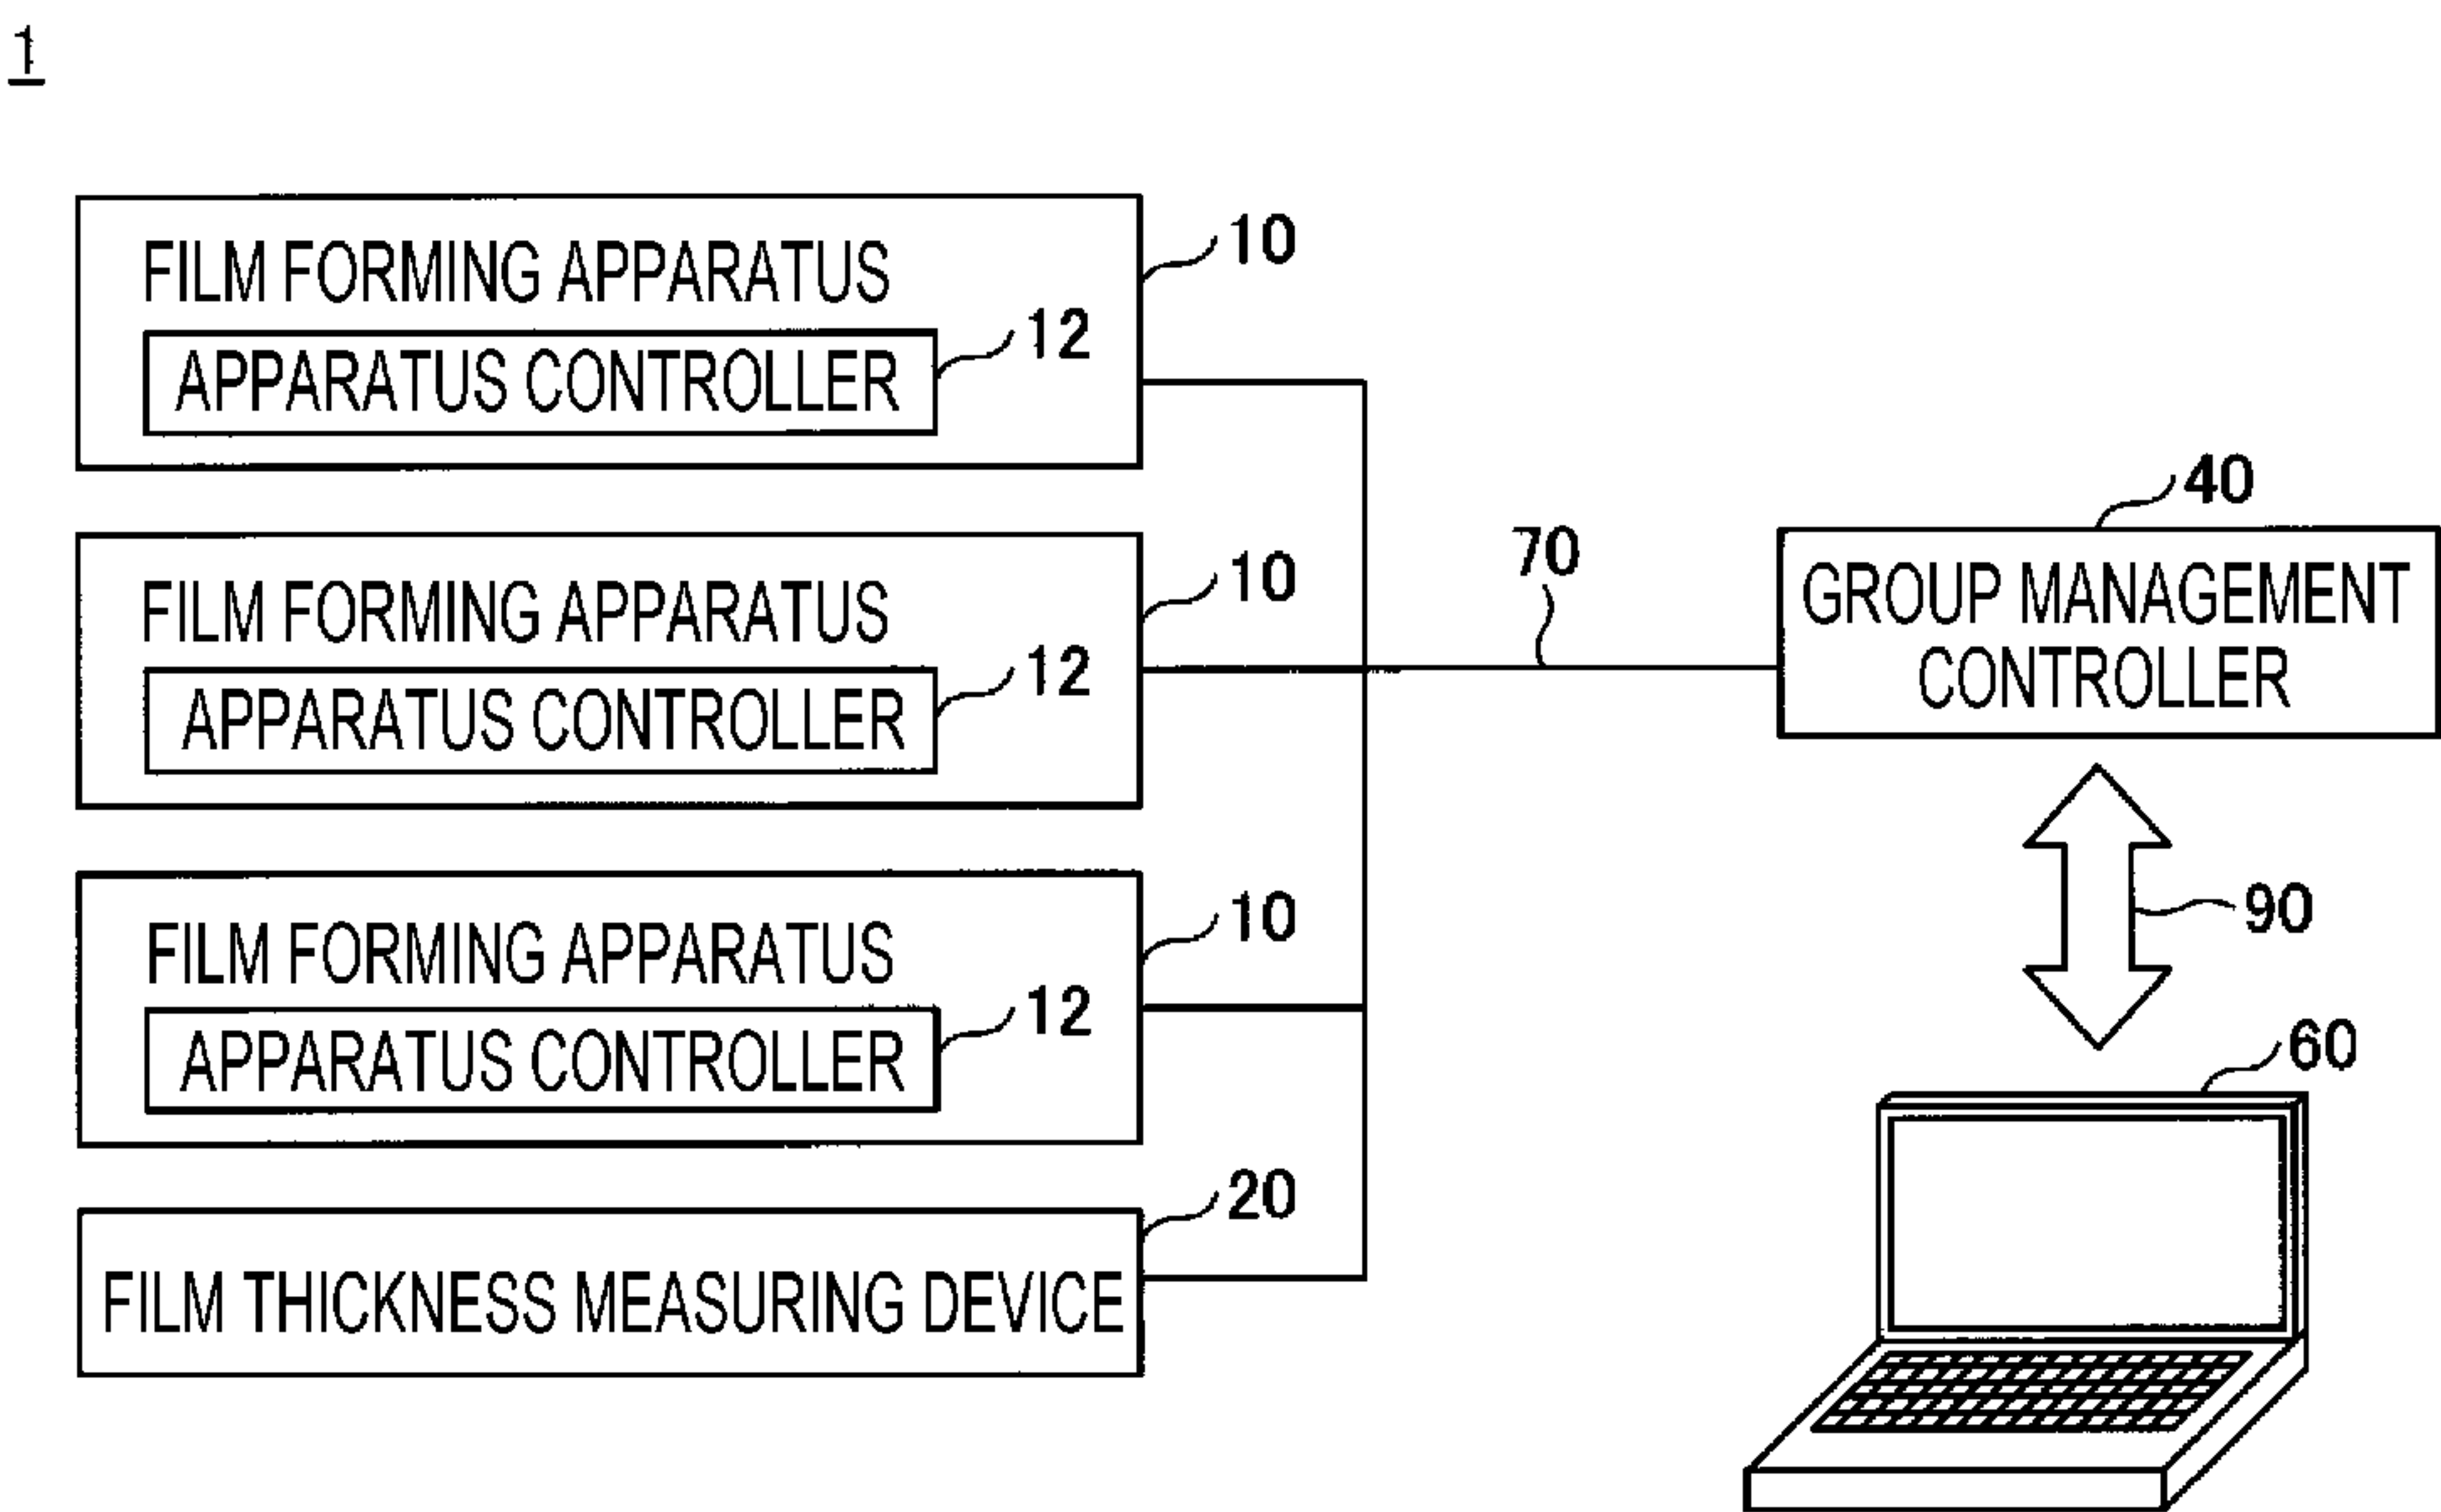 1
FILM FORMING APPARATUS
10
APPARATUS CONTROLLER
12
FILM FORMING APPARATUS
10
APPARATUS CONTROLLER
12
FILM FORMING APPARATUS
10
APPARATUS CONTROLLER
12
FILM THICKNESS MEASURING DEVICE
20
70
40
GROUP MANAGEMENT
CONTROLLER
90
60